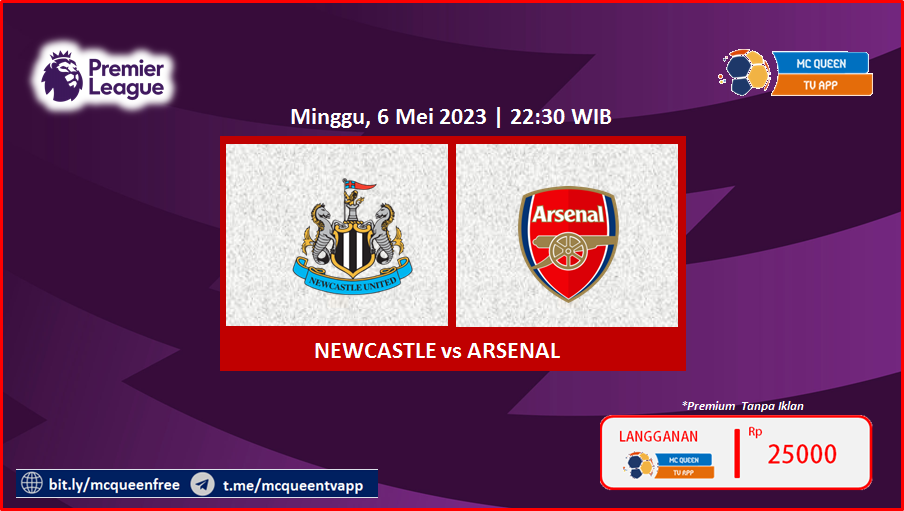 Premier
League
MC QUEEN
TV APP
Minggu, 6 Mei 2023 | 22:30 WIB
NEWCASTLE UNITED
Arsenal
NEWCASTLE vs ARSENAL
*Premium Tanpa Iklan
LANGGANAN
MC QUEEN
TV APP
Rp
25000
bit.ly/mcqueenfree
t.me/mcqueentvapp